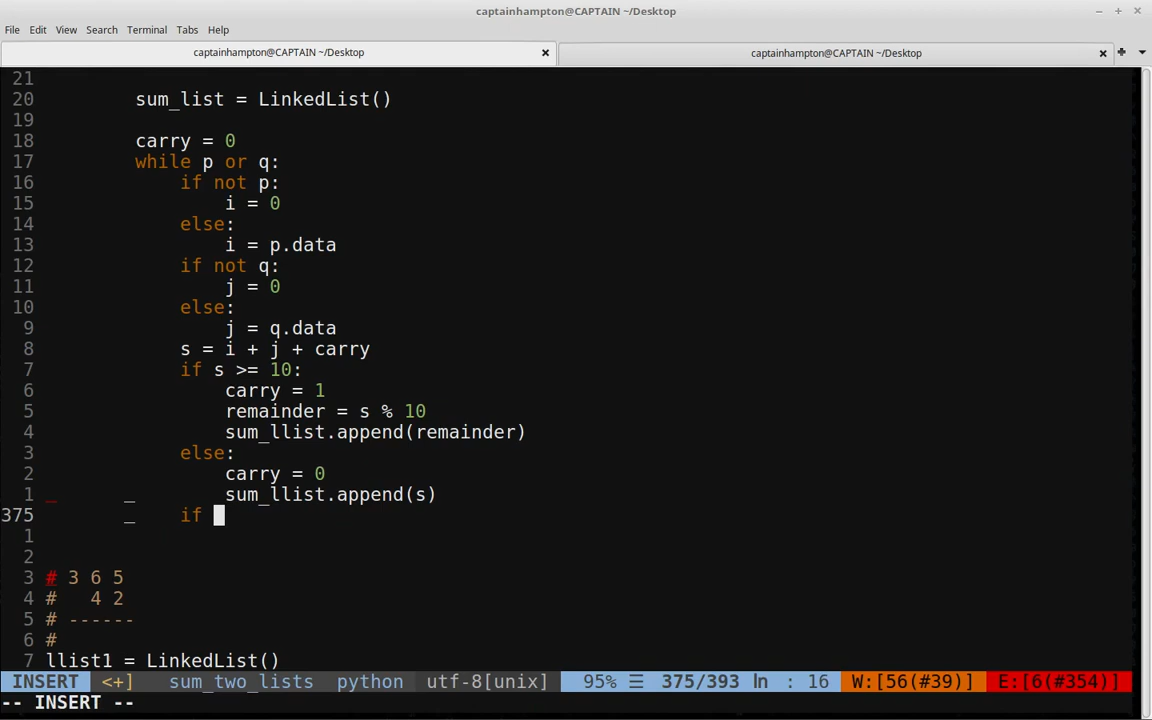 captainhampton@CAPTAIN ~/Desktop
File Edit View Search Terminal Tabs Help
captainhampton@CAPTAIN ~/Desktop captainhampton@CAPTAIN ~/Desktop
21
20 sum_list = LinkedList()
19
18 carry = 0
17 while p or q:
16 if not p:
15 i = 0
14 else:
13 i = p.data
12 if not q:
11 j = 0
10 else:
9 j = q.data
8 s = i + j + carry
7 if s >= 10:
6 carry = 1
5 remainder = s % 10
4 sum_llist.append(remainder)
3 else:
2 carry = 0
1 _ _ sum_llist.append(s)
375 _ if
1
2
3 # 3 6 5
4 # 4 2
5 # ------
6 #
7 llist1 = LinkedList()
INSERT <+] sum_two_lists python utf-8[unix] 95% ☰ 375/393 ln : 16 W:[56(#39)] E:[6(#354)]
-- INSERT --